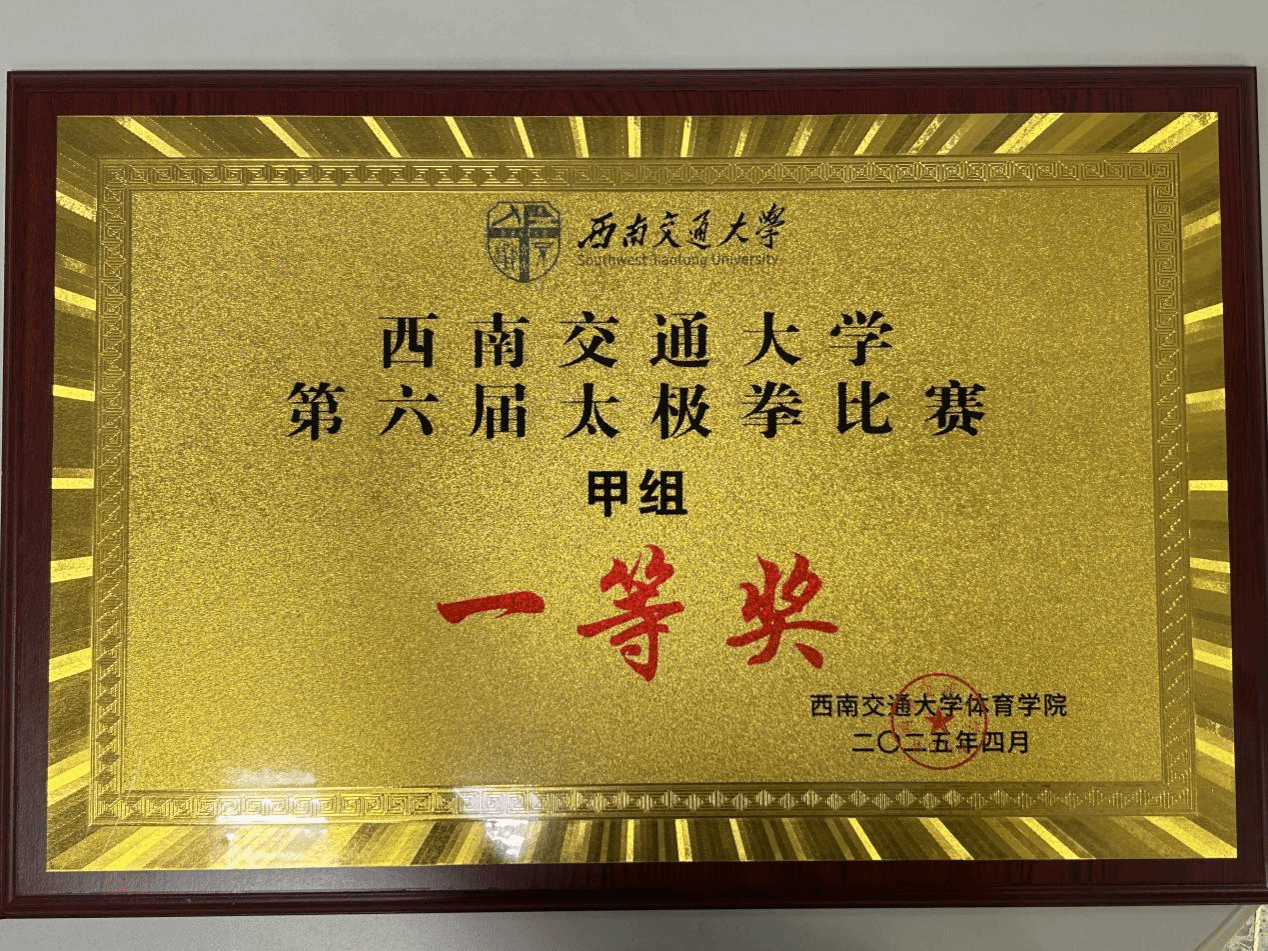 西南交通大学
Southwest Jiaotong University
西南交通大学
第六届太极拳比赛
甲组
一等奖
西南交通大学体育学院
二〇二五年四月